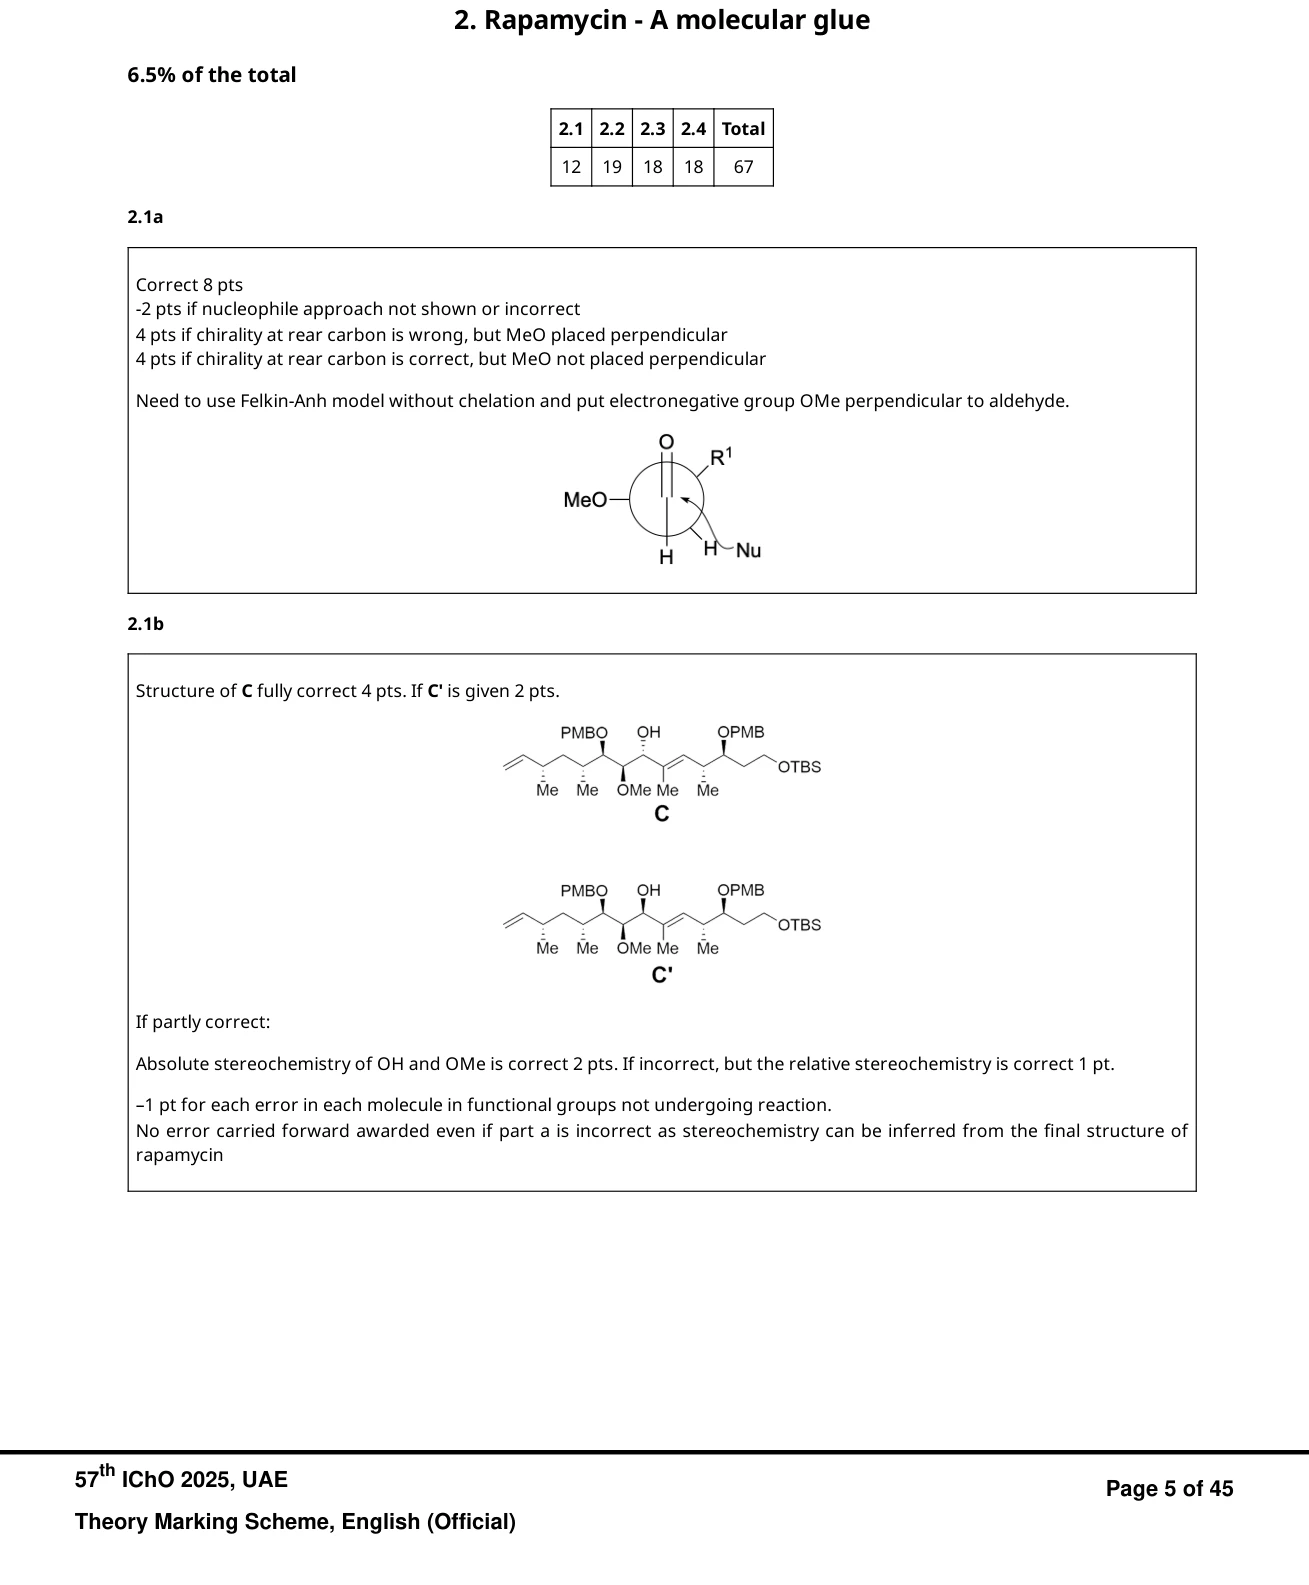 2. Rapamycin - A molecular glue
6.5% of the total
2.1 2.2 2.3 2.4 Total
12 19 18 18 67
2.1a
Correct 8 pts
-2 pts if nucleophile approach not shown or incorrect
4 pts if chirality at rear carbon is wrong, but MeO placed perpendicular
4 pts if chirality at rear carbon is correct, but MeO not placed perpendicular
Need to use Felkin-Anh model without chelation and put electronegative group OMe perpendicular to aldehyde.
O
R¹
MeO
H Nu
H
2.1b
Structure of C fully correct 4 pts. If C' is given 2 pts.
PMBO OH OPMB
OTBS
Me Me OMe Me Me
C
PMBO OH OPMB
OTBS
Me Me OMe Me Me
C'
If partly correct:
Absolute stereochemistry of OH and OMe is correct 2 pts. If incorrect, but the relative stereochemistry is correct 1 pt.
–1 pt for each error in each molecule in functional groups not undergoing reaction.
No error carried forward awarded even if part a is incorrect as stereochemistry can be inferred from the final structure of
rapamycin
57th IChO 2025, UAE
Page 5 of 45
Theory Marking Scheme, English (Official)